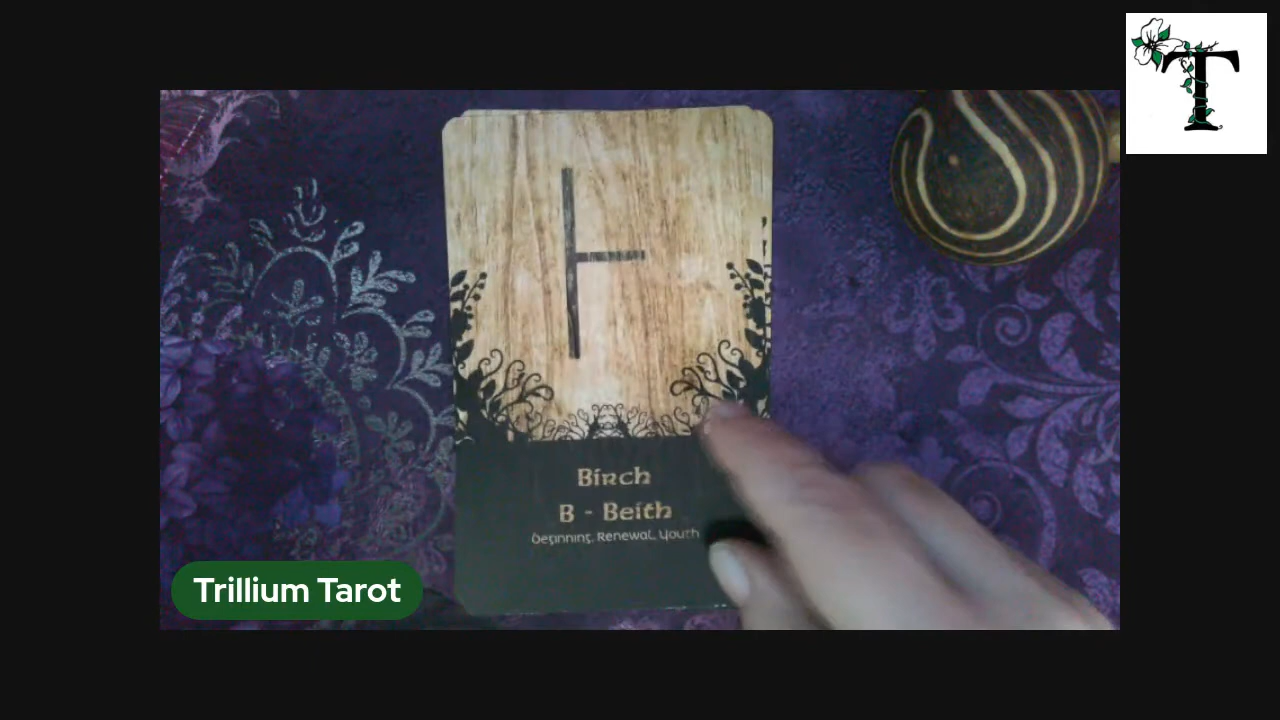 T
Birch
B - Beith
Beginning, Renewal, Youth
Trillium Tarot